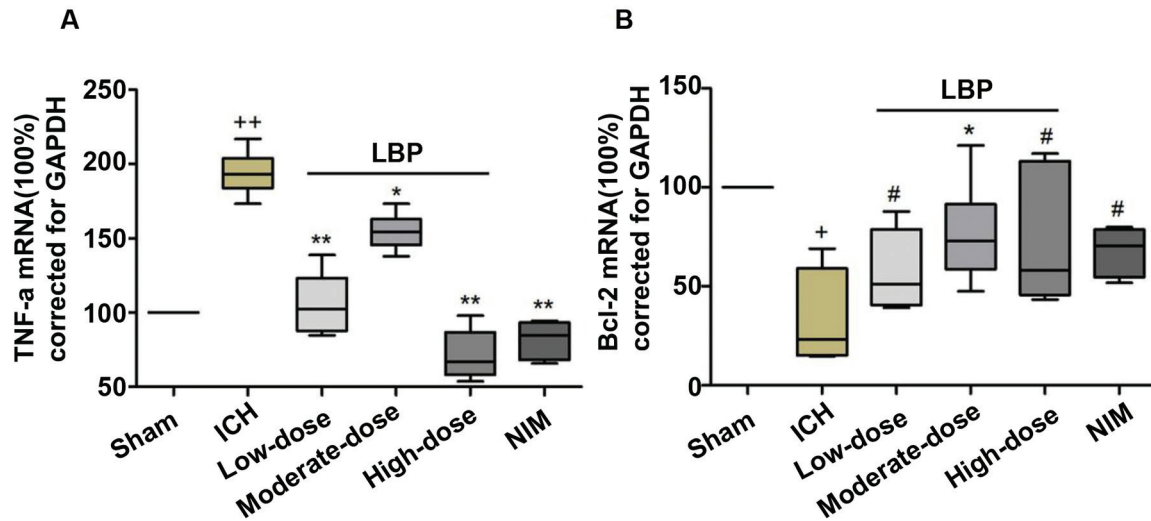 A
TNF-a mRNA(100%)
corrected for GAPDH
250
200
150
100
50
++
LBP
**
*
**
**
Sham
ICH
Low-dose
Moderate-dose
High-dose
NIM
B
Bcl-2 mRNA(100%)
corrected for GAPDH
150
100
50
0
LBP
+
#
*
#
#
Sham
ICH
Low-dose
Moderate-dose
High-dose
NIM